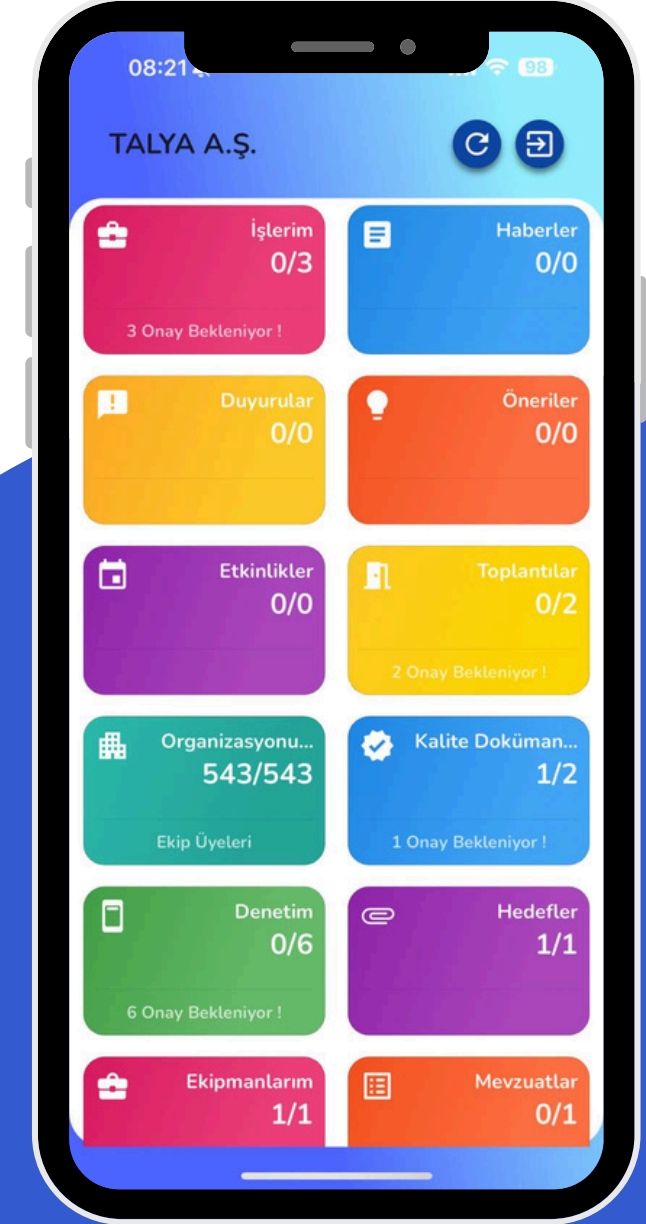 08:21
98
TALYA A.Ş.
İşlerim
0/3
3 Onay Bekleniyor !
Haberler
0/0
Duyurular
0/0
Öneriler
0/0
Etkinlikler
0/0
Toplantılar
0/2
2 Onay Bekleniyor !
Organizasyonu...
543/543
Ekip Üyeleri
Kalite Doküman...
1/2
1 Onay Bekleniyor !
Denetim
0/6
6 Onay Bekleniyor !
Hedefler
1/1
Ekipmanlarım
1/1
Mevzuatlar
0/1